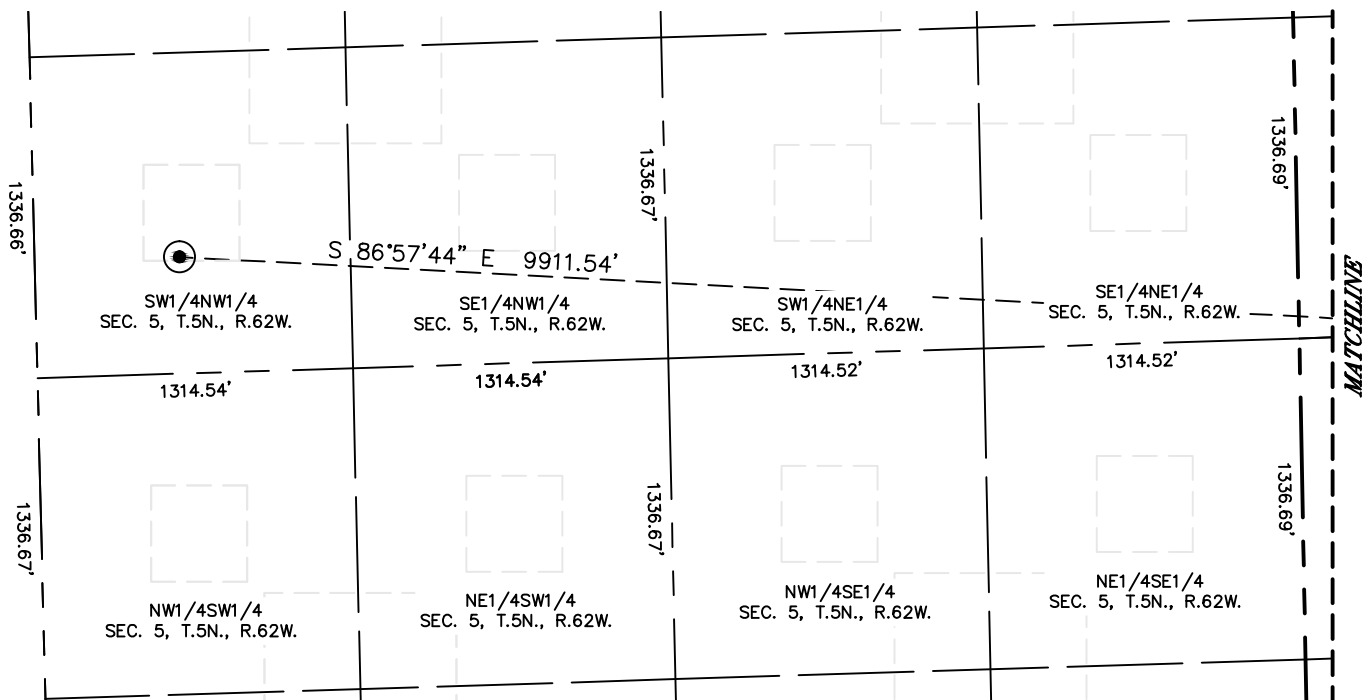 1336.66'
1336.67'
1336.69'
S 86°57'44" E 9911.54'
MATCHLINE
SW1/4NW1/4
SEC. 5, T.5N., R.62W.
SE1/4NW1/4
SEC. 5, T.5N., R.62W.
SW1/4NE1/4
SEC. 5, T.5N., R.62W.
SE1/4NE1/4
SEC. 5, T.5N., R.62W.
1314.54'
1314.54'
1314.52'
1314.52'
1336.67'
1336.67'
1336.69'
NW1/4SW1/4
SEC. 5, T.5N., R.62W.
NE1/4SW1/4
SEC. 5, T.5N., R.62W.
NW1/4SE1/4
SEC. 5, T.5N., R.62W.
NE1/4SE1/4
SEC. 5, T.5N., R.62W.